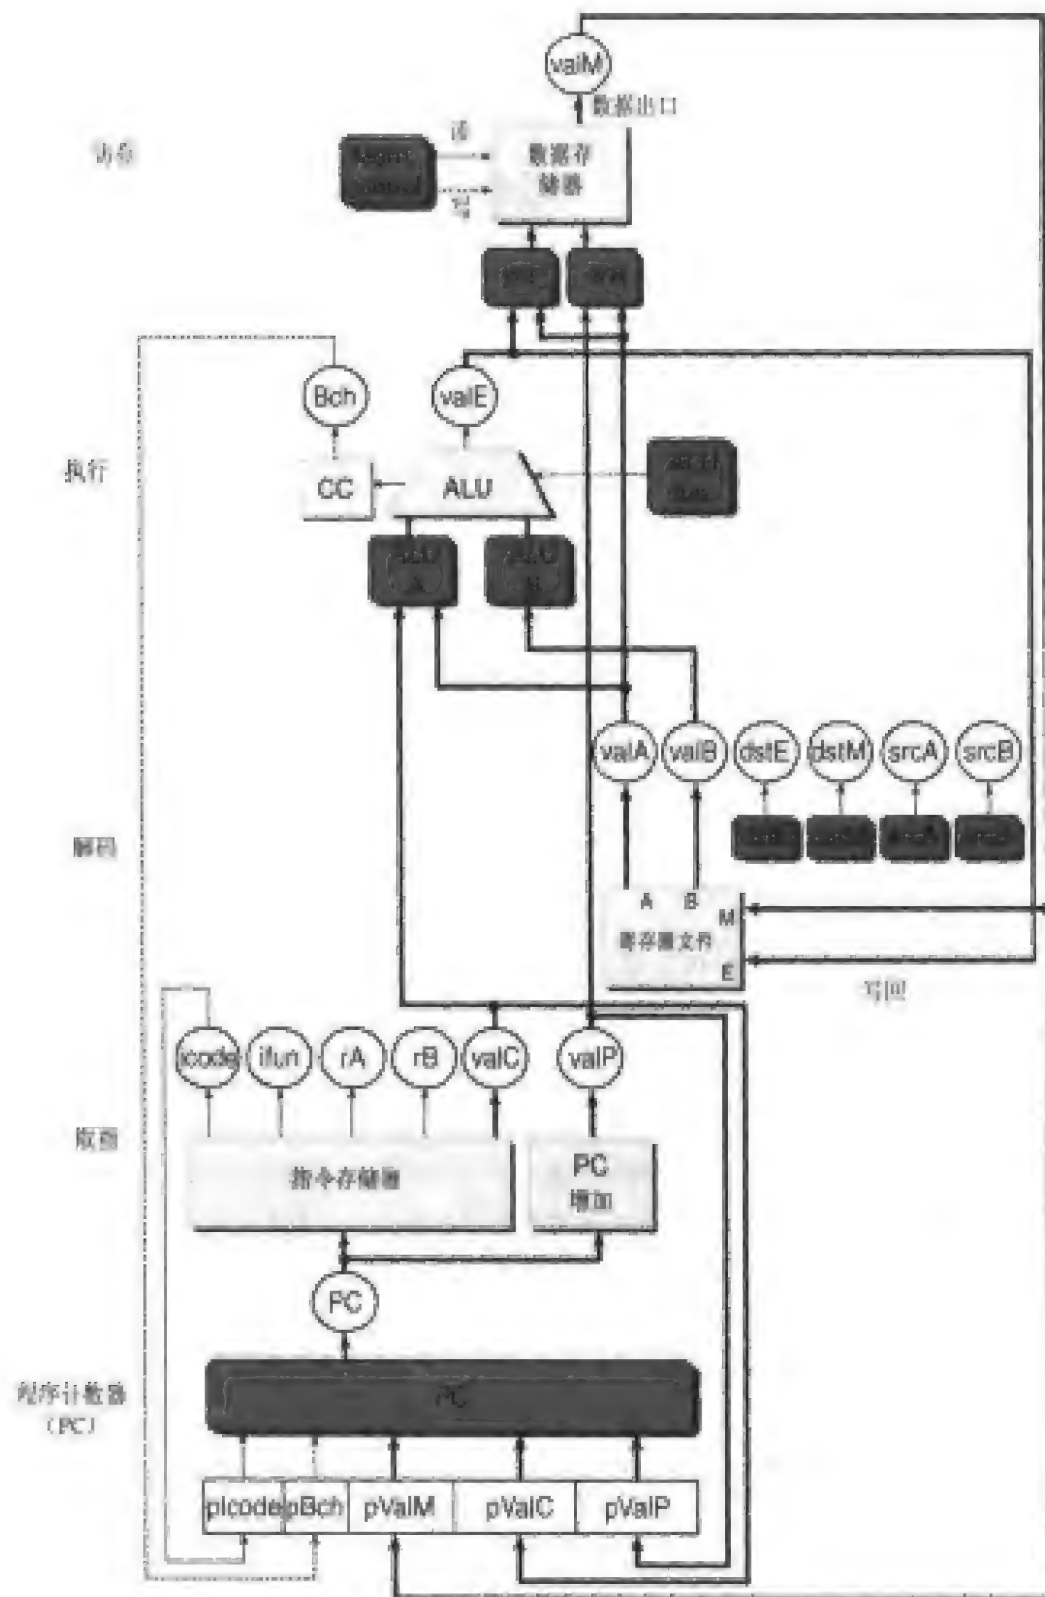 valM
数据出口
访存
读
数据存
储器
写
Bch
valE
执行
CC
ALU
valA
valB
dstE
dstM
srcA
srcB
解码
A
B
M
寄存器文件
E
写回
icode
ifun
rA
rB
valC
valP
取指
指令存储器
PC
增加
PC
程序计数器
(PC)
PC
pIcode
pBch
pValM
pValC
pValP